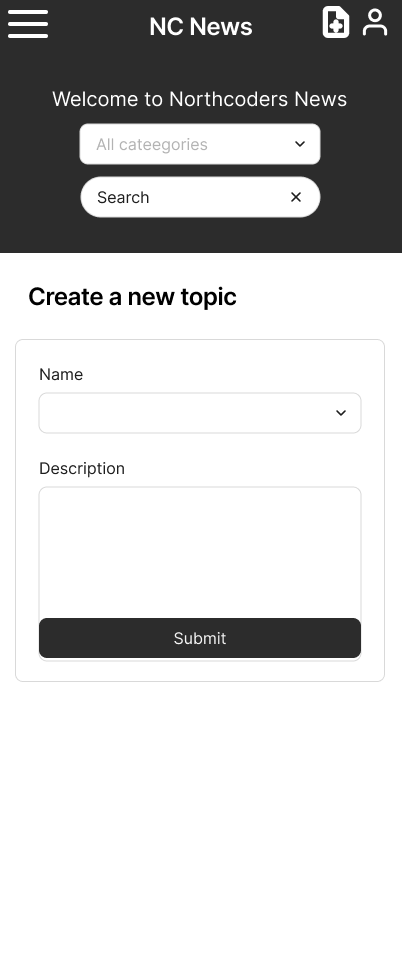 NC News
Welcome to Northcoders News
All cateegories
Search
Create a new topic
Name
Description
Submit